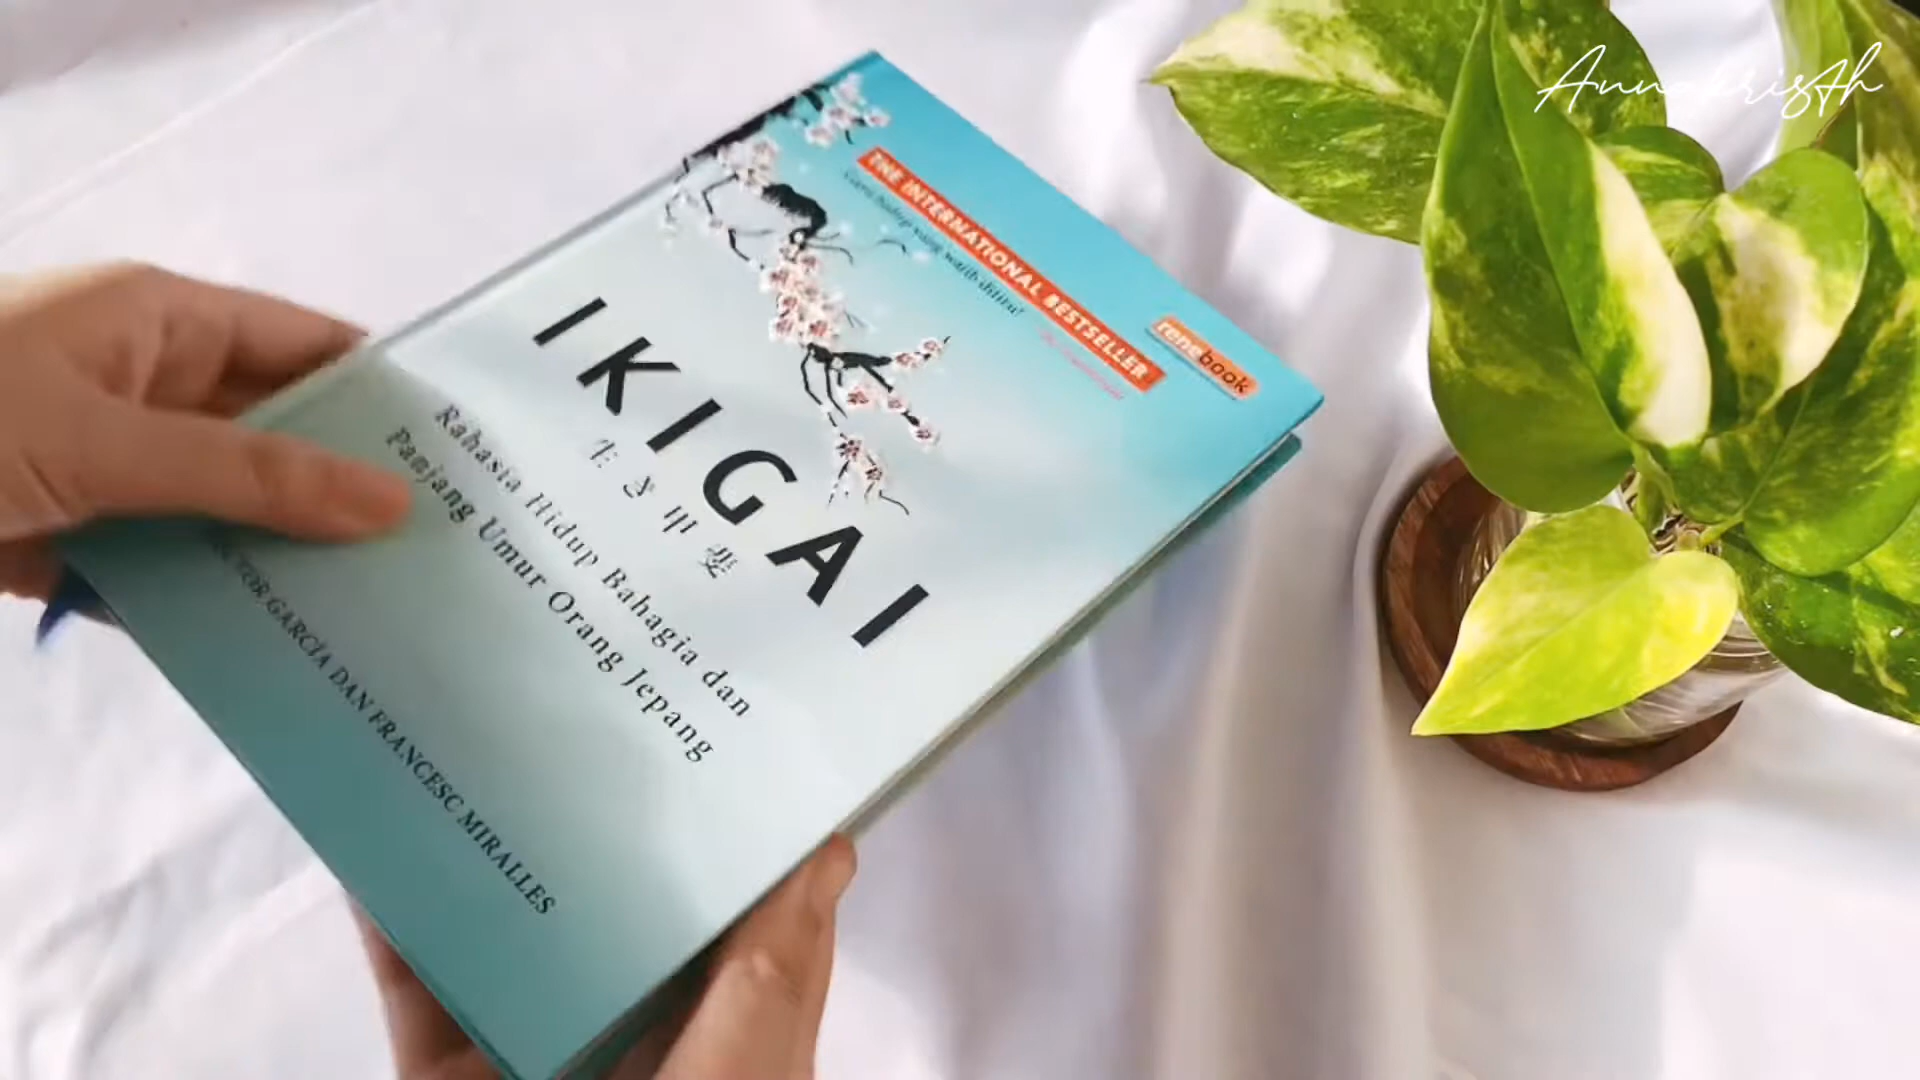 THE INTERNATIONAL BESTSELLER
renebook
IKIGAI
生き甲斐
Rahasia Hidup Bahagia dan
Panjang Umur Orang Jepang
GARCÍA DAN FRANCESC MIRALLES